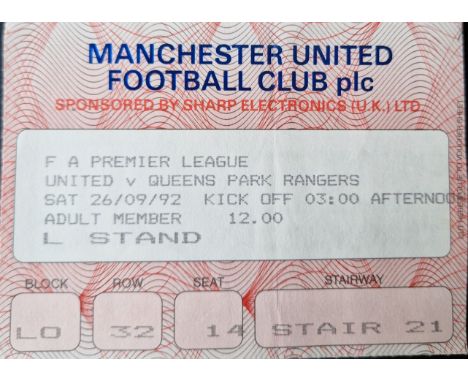 MANCHESTER UNITED
FOOTBALL CLUB plc
SPONSORED BY SHARP ELECTRONICS (U.K.) LTD.
F A PREMIER LEAGUE
UNITED v QUEENS PARK RANGERS
SAT 26/09/92 KICK OFF 03:00 AFTERNOO
ADULT MEMBER 12.00
L STAND
BLOCK ROW SEAT STAIRWAY
LO 32 14 STAIR 21